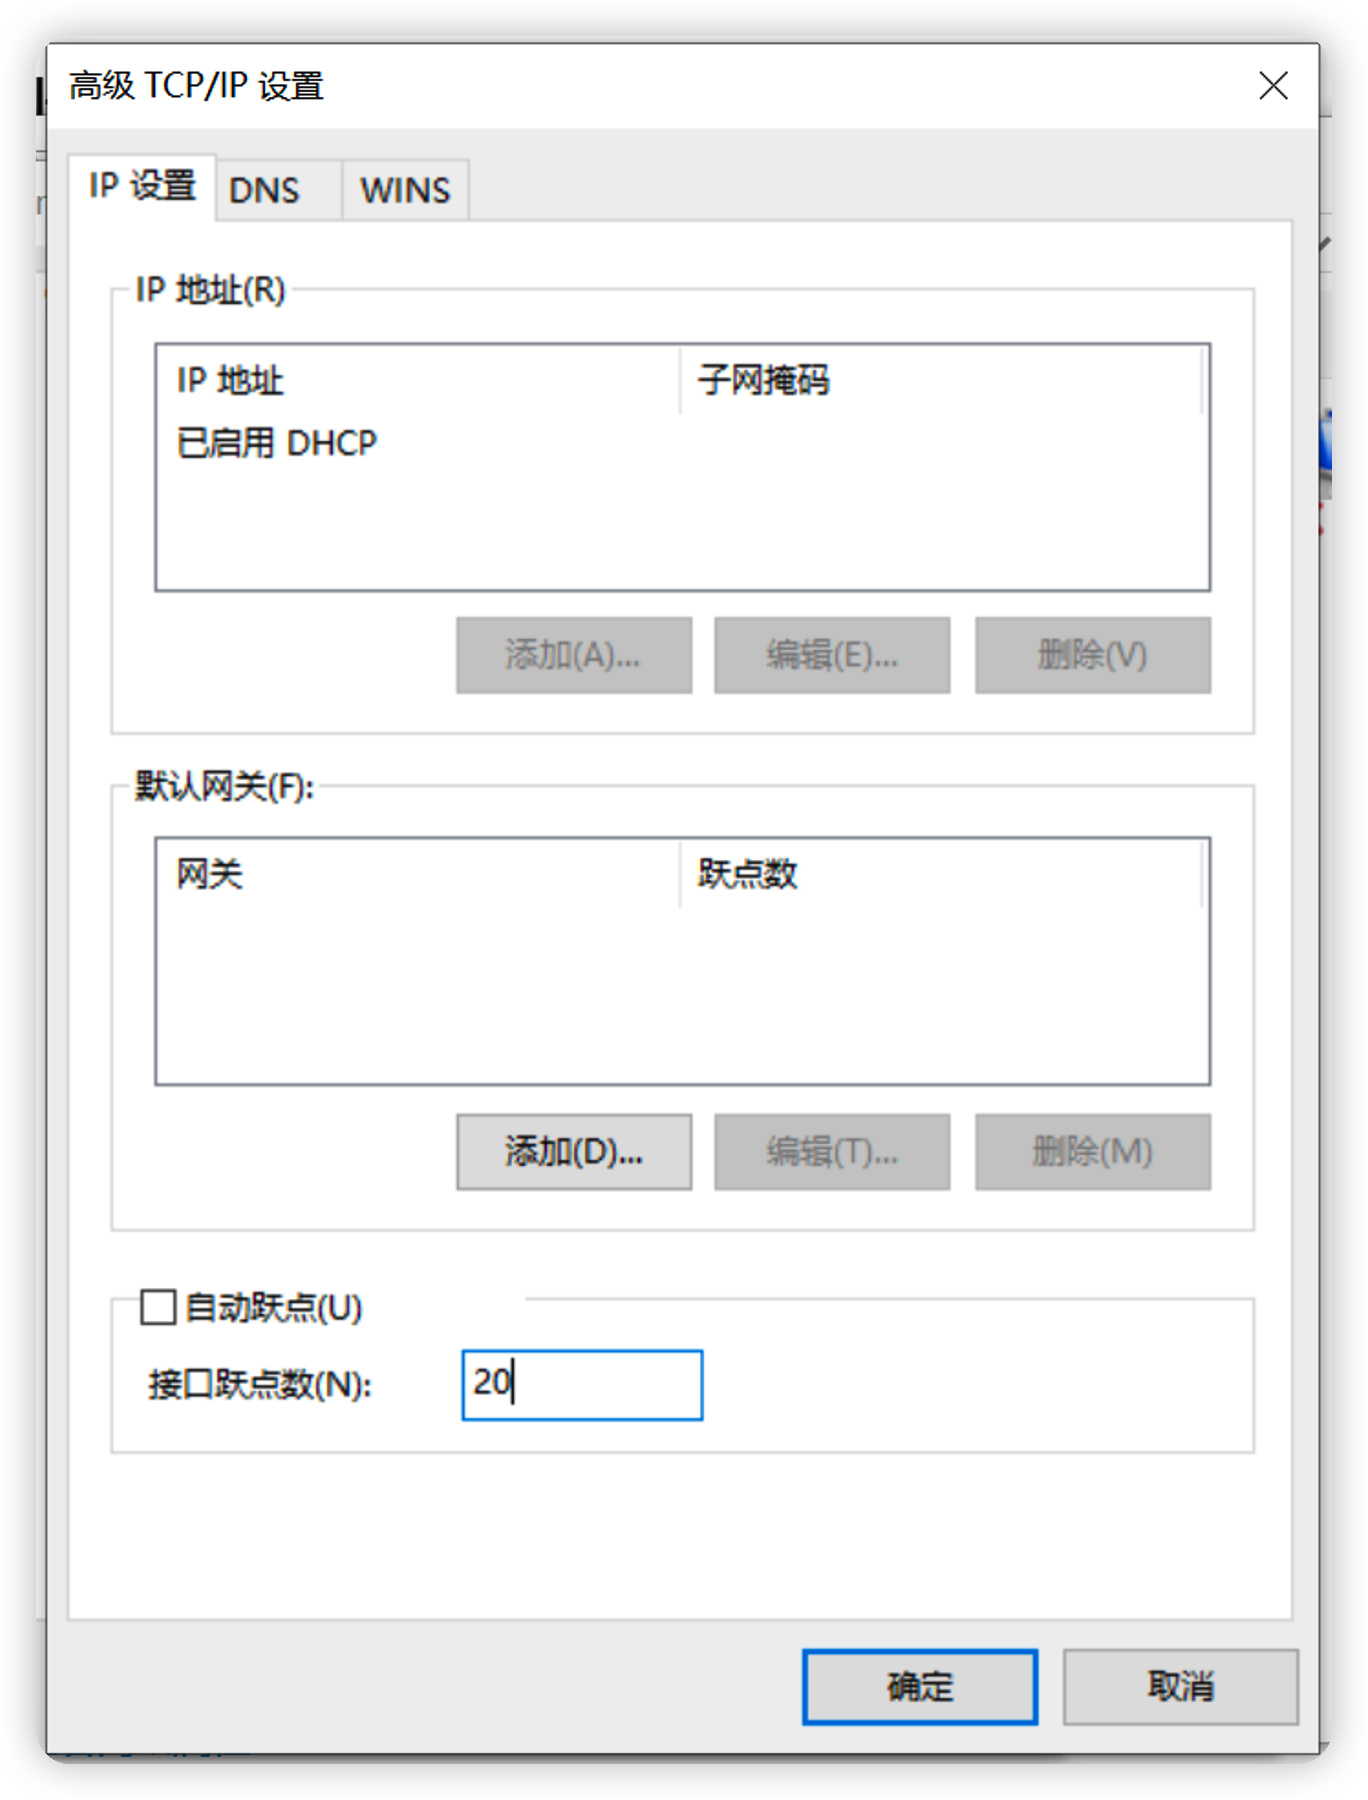 高级 TCP/IP 设置
IP 设置 DNS WINS
IP 地址(R)
IP 地址 子网掩码
已启用 DHCP
添加(A)... 编辑(E)... 删除(V)
默认网关(F):
网关 跃点数
添加(D)... 编辑(T)... 删除(M)
自动跃点(U)
接口跃点数(N): 20
确定 取消